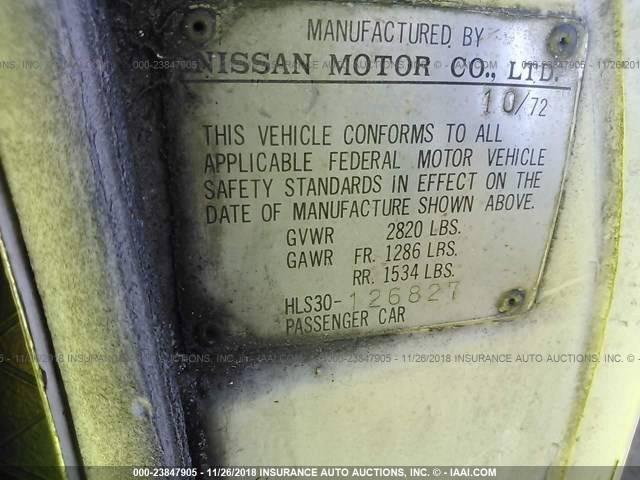 MANUFACTURED BY
NISSAN MOTOR CO., LTD.
10/72
THIS VEHICLE CONFORMS TO ALL
APPLICABLE FEDERAL MOTOR VEHICLE
SAFETY STANDARDS IN EFFECT ON THE
DATE OF MANUFACTURE SHOWN ABOVE.
GVWR 2820 LBS.
GAWR FR. 1286 LBS.
RR. 1534 LBS.
HLS30-126827
PASSENGER CAR
000-23847905 - 11/26/2018 INSURANCE AUTO AUCTIONS, INC. - © - IAAI.COM